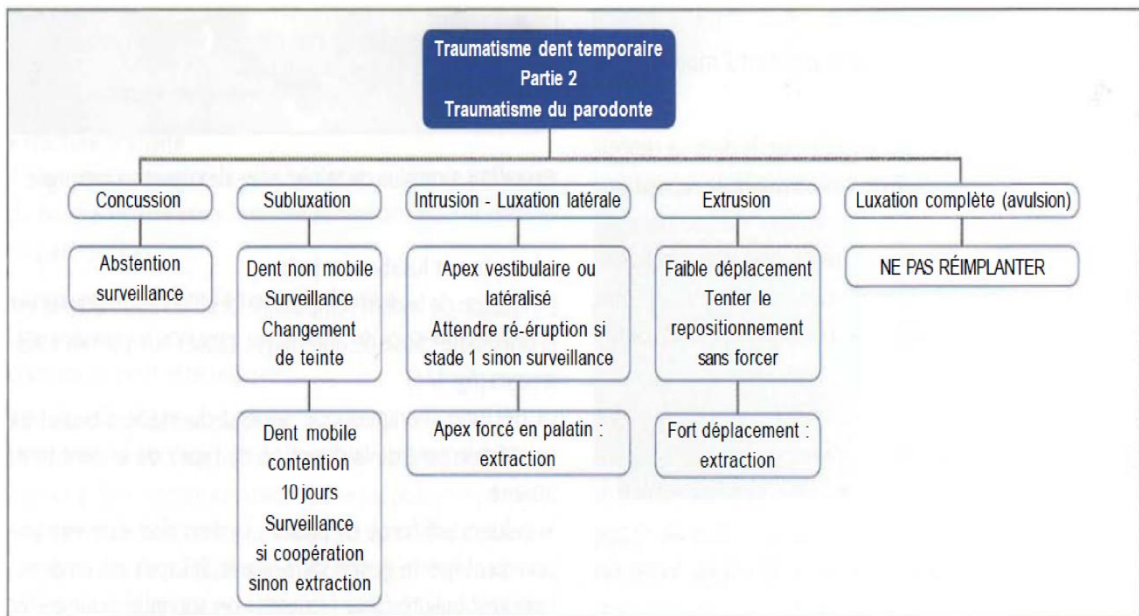 Traumatisme dent temporaire
Partie 2
Traumatisme du parodonte
Concussion
Abstention
surveillance
Subluxation
Dent non mobile
Surveillance
Changement
de teinte
Dent mobile
contention
10 jours
Surveillance
si coopération
sinon extraction
Intrusion - Luxation latérale
Apex vestibulaire ou
latéralisé
Attendre ré-éruption si
stade 1 sinon surveillance
Apex forcé en palatin :
extraction
Extrusion
Faible déplacement
Tenter le
repositionnement
sans forcer
Fort déplacement :
extraction
Luxation complète (avulsion)
NE PAS RÉIMPLANTER